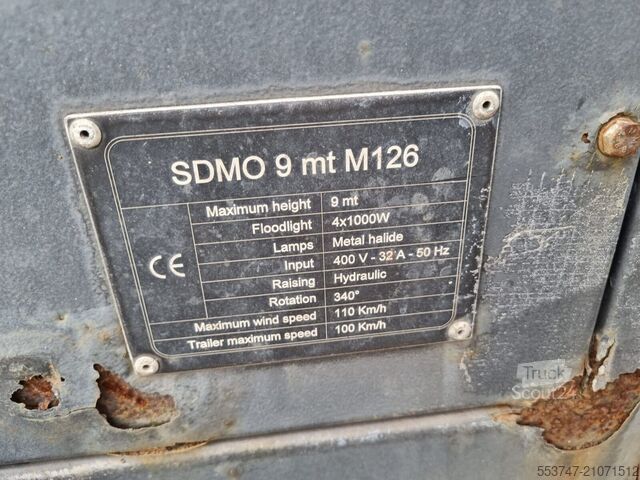 SDMO 9 mt M126
Maximum height 9 mt
Floodlight 4x1000W
Lamps Metal halide
CE Input 400 V - 32 A - 50 Hz
Raising Hydraulic
Rotation 340°
Maximum wind speed 110 Km/h
Trailer maximum speed 100 Km/h
Truck
Scout24
553747-21071512